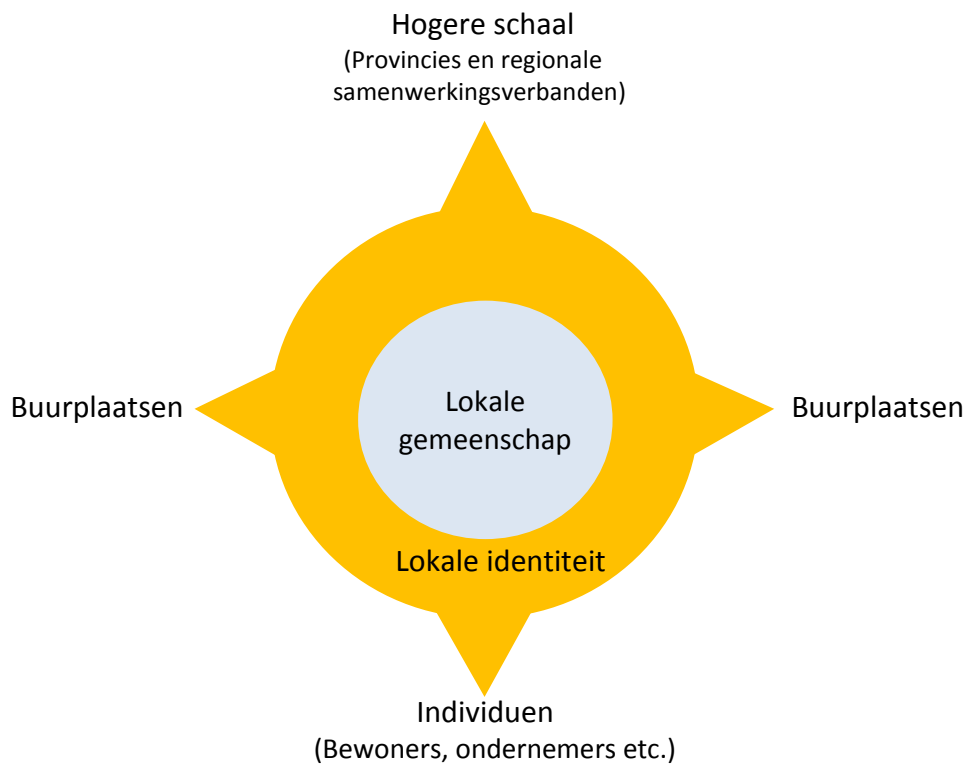 Hogere schaal
(Provincies en regionale
samenwerkingsverbanden)
Buurplaatsen
Lokale
gemeenschap
Buurplaatsen
Lokale identiteit
Individuen
(Bewoners, ondernemers etc.)